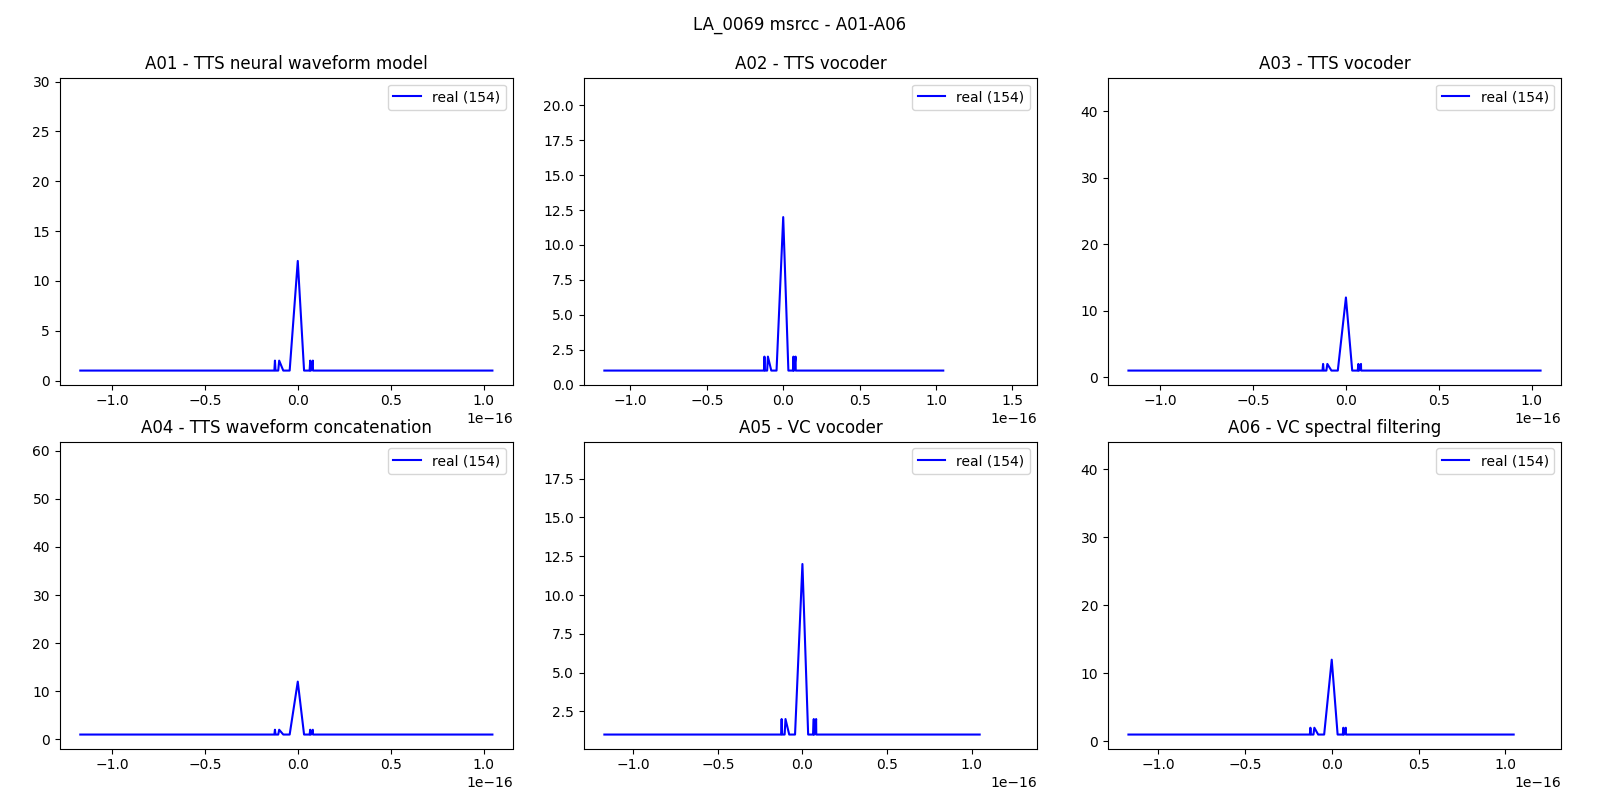 LA_0069 msrcc - A01-A06
A01 - TTS neural waveform model
A02 - TTS vocoder
A03 - TTS vocoder
real (154)
real (154)
real (154)
30
25
20
15
10
5
0
20.0
17.5
15.0
12.5
10.0
7.5
5.0
2.5
0.0
40
30
20
10
0
−1.0 −0.5 0.0 0.5 1.0
1e−16
−1.0 −0.5 0.0 0.5 1.0 1.5
1e−16
−1.0 −0.5 0.0 0.5 1.0
1e−16
A04 - TTS waveform concatenation
A05 - VC vocoder
A06 - VC spectral filtering
real (154)
real (154)
real (154)
60
50
40
30
20
10
0
17.5
15.0
12.5
10.0
7.5
5.0
2.5
40
30
20
10
0
−1.0 −0.5 0.0 0.5 1.0
1e−16
−1.0 −0.5 0.0 0.5 1.0
1e−16
−1.0 −0.5 0.0 0.5 1.0
1e−16